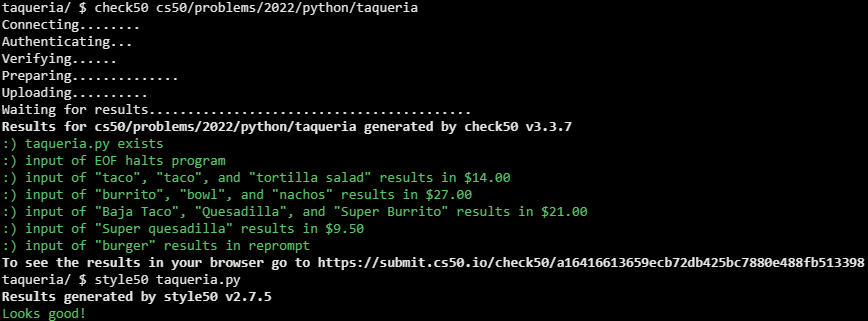 taqueria/ $ check50 cs50/problems/2022/python/taqueria
Connecting........
Authenticating...
Verifying......
Preparing..............
Uploading..........
Waiting for results..........................................
Results for cs50/problems/2022/python/taqueria generated by check50 v3.3.7
:) taqueria.py exists
:) input of EOF halts program
:) input of "taco", "taco", and "tortilla salad" results in $14.00
:) input of "burrito", "bowl", and "nachos" results in $27.00
:) input of "Baja Taco", "Quesadilla", and "Super Burrito" results in $21.00
:) input of "Super quesadilla" results in $9.50
:) input of "burger" results in reprompt
To see the results in your browser go to https://submit.cs50.io/check50/a16416613659ecb72db425bc7880e488fb513398
taqueria/ $ style50 taqueria.py
Results generated by style50 v2.7.5
Looks good!